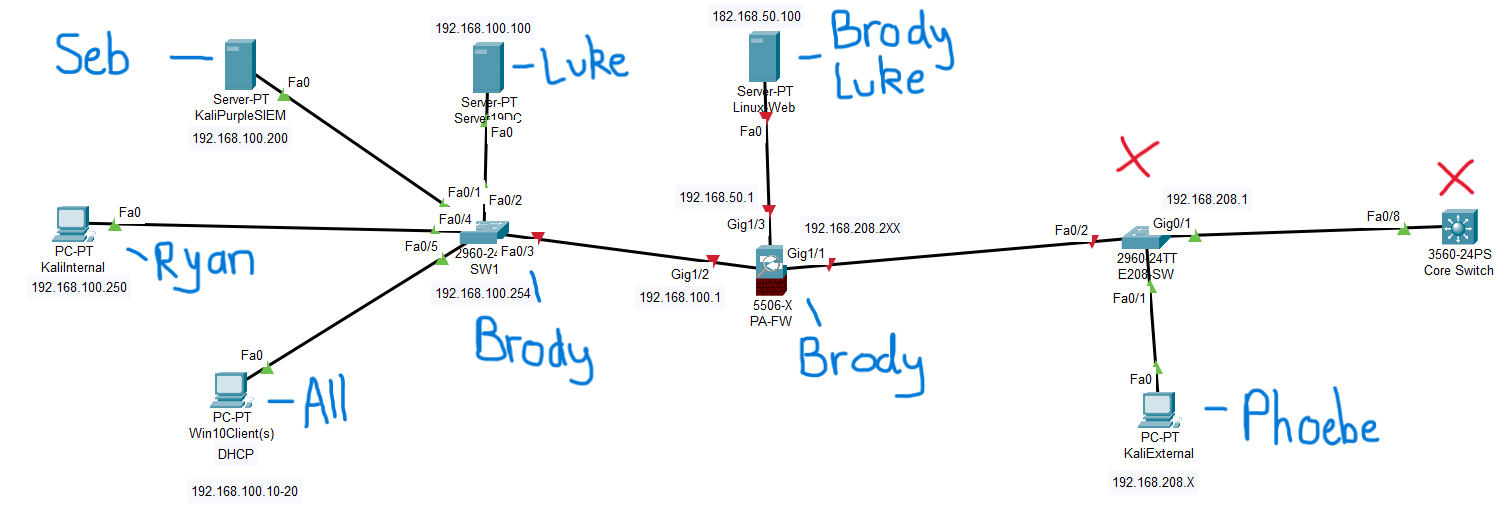 Seb
Server-PT
KaliPurpleSIEM
192.168.100.200
Fa0
192.168.100.100
Luke
Server-PT
Server19DC
Fa0
182.168.50.100
Brody
Luke
Server-PT
Linux-Web
Fa0
Fa0
PC-PT
KaliInternal
192.168.100.250
Ryan
Fa0/1
Fa0/2
Fa0/4
Fa0/5
Fa0/3
SW1
192.168.100.254
Brody
192.168.50.1
Gig1/3
192.168.208.2XX
Gig1/1
Gig1/2
192.168.100.1
5506-X
PA-FW
Brody
192.168.208.1
Fa0/2
Gig0/1
2960-24TT
E208-SW
Fa0/1
Fa0/8
3560-24PS
Core Switch
Fa0
PC-PT
Win10Client(s)
DHCP
192.168.100.10-20
All
Fa0
PC-PT
KaliExternal
192.168.208.X
Phoebe